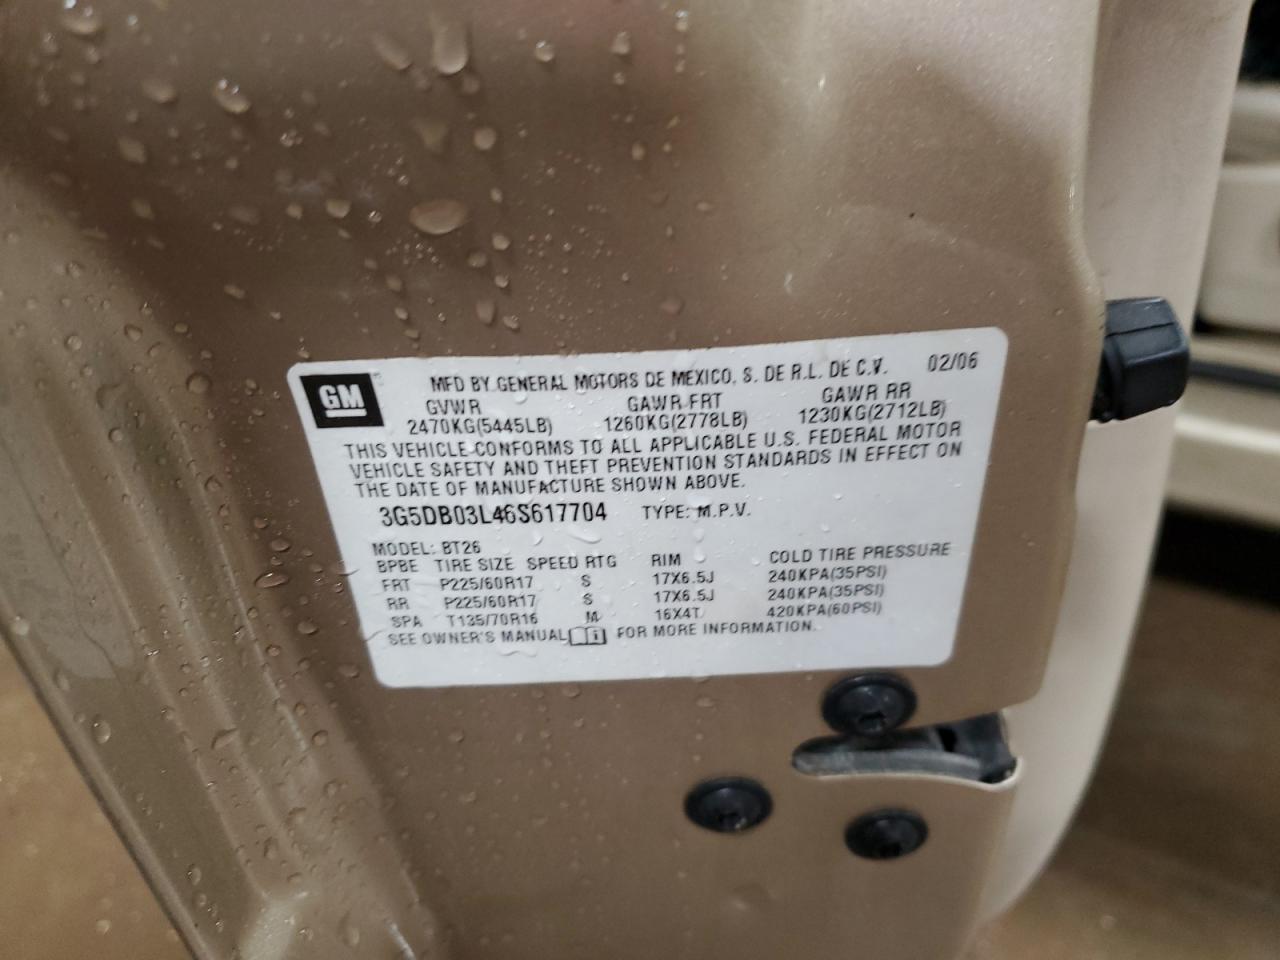 GM
MFD BY GENERAL MOTORS DE MEXICO, S. DE R.L. DE C.V. 02/06
GVWR GAWR FRT GAWR RR
2470KG(5445LB) 1260KG(2778LB) 1230KG(2712LB)
THIS VEHICLE CONFORMS TO ALL APPLICABLE U.S. FEDERAL MOTOR
VEHICLE SAFETY AND THEFT PREVENTION STANDARDS IN EFFECT ON
THE DATE OF MANUFACTURE SHOWN ABOVE.
3G5DB03L46S617704 TYPE: M.P.V.
MODEL: BT26
BPBE TIRE SIZE SPEED RTG RIM COLD TIRE PRESSURE
FRT P225/60R17 S 17X6.5J 240KPA(35PSI)
RR P225/60R17 S 17X6.5J 240KPA(35PSI)
SPA T135/70R16 M 16X4T 420KPA(60PSI)
SEE OWNER'S MANUAL FOR MORE INFORMATION.